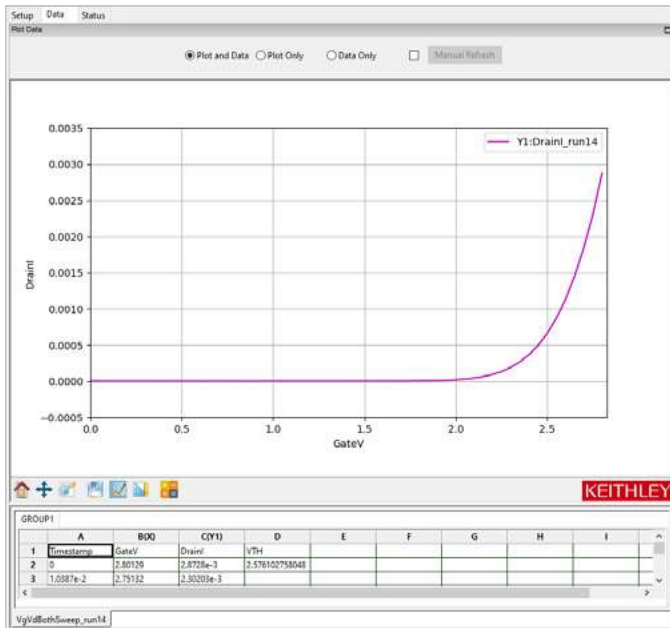 Setup Data Status
Plot Data
Plot and Data Plot Only Data Only Manual Refresh
0.0035
Y1:DrainI_run14
0.0030
0.0025
0.0020
0.0015
0.0010
0.0005
0.0000
−0.0005
DrainI
0.0 0.5 1.0 1.5 2.0 2.5
GateV
KEITHLEY
GROUP1
A B(X) C(Y1) D E F G H I
1 Timestamp GateV DrainI VTH
2 0 2.80129 2.8728e-3 2.576102758048
3 1.0387e-2 2.75132 2.30203e-3
VgVdBothSweep_run14